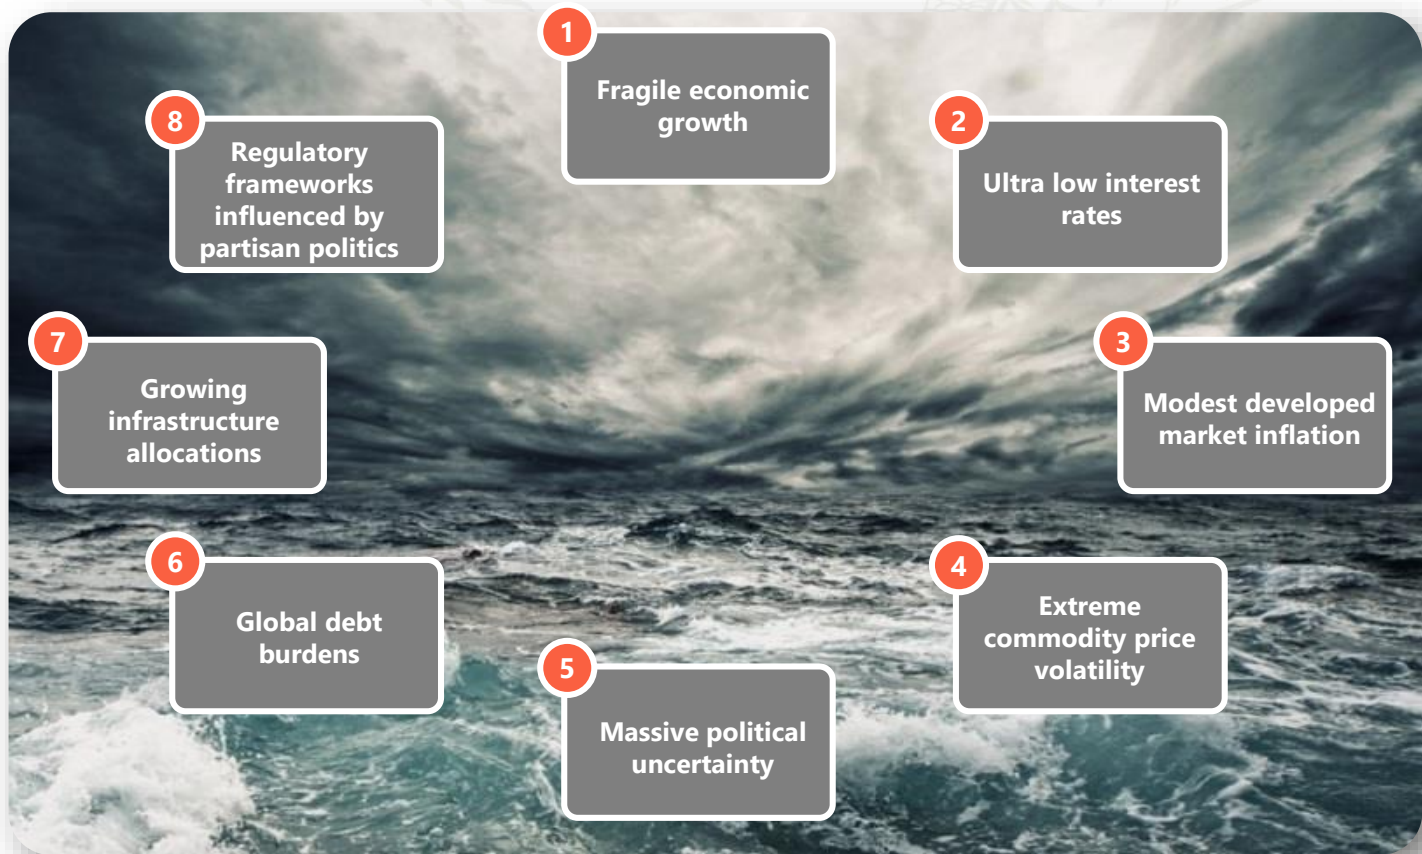 1
Fragile economic
growth
2
Ultra low interest
rates
3
Modest developed
market inflation
4
Extreme
commodity price
volatility
5
Massive political
uncertainty
6
Global debt
burdens
7
Growing
infrastructure
allocations
8
Regulatory
frameworks
influenced by
partisan politics